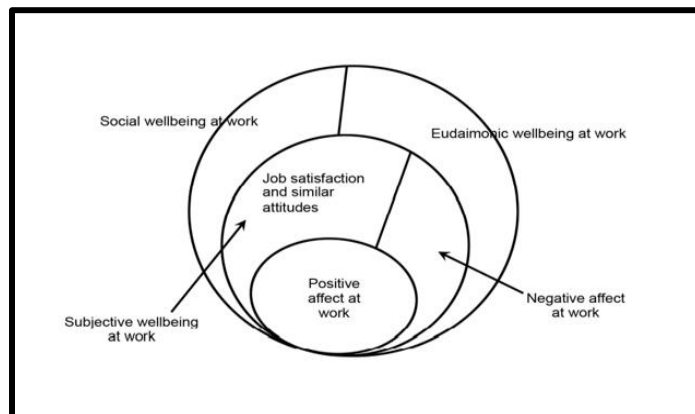 Social wellbeing at work
Eudaimonic wellbeing at work
Job satisfaction
and similar
attitudes
Positive
affect at
work
Negative affect
at work
Subjective wellbeing
at work